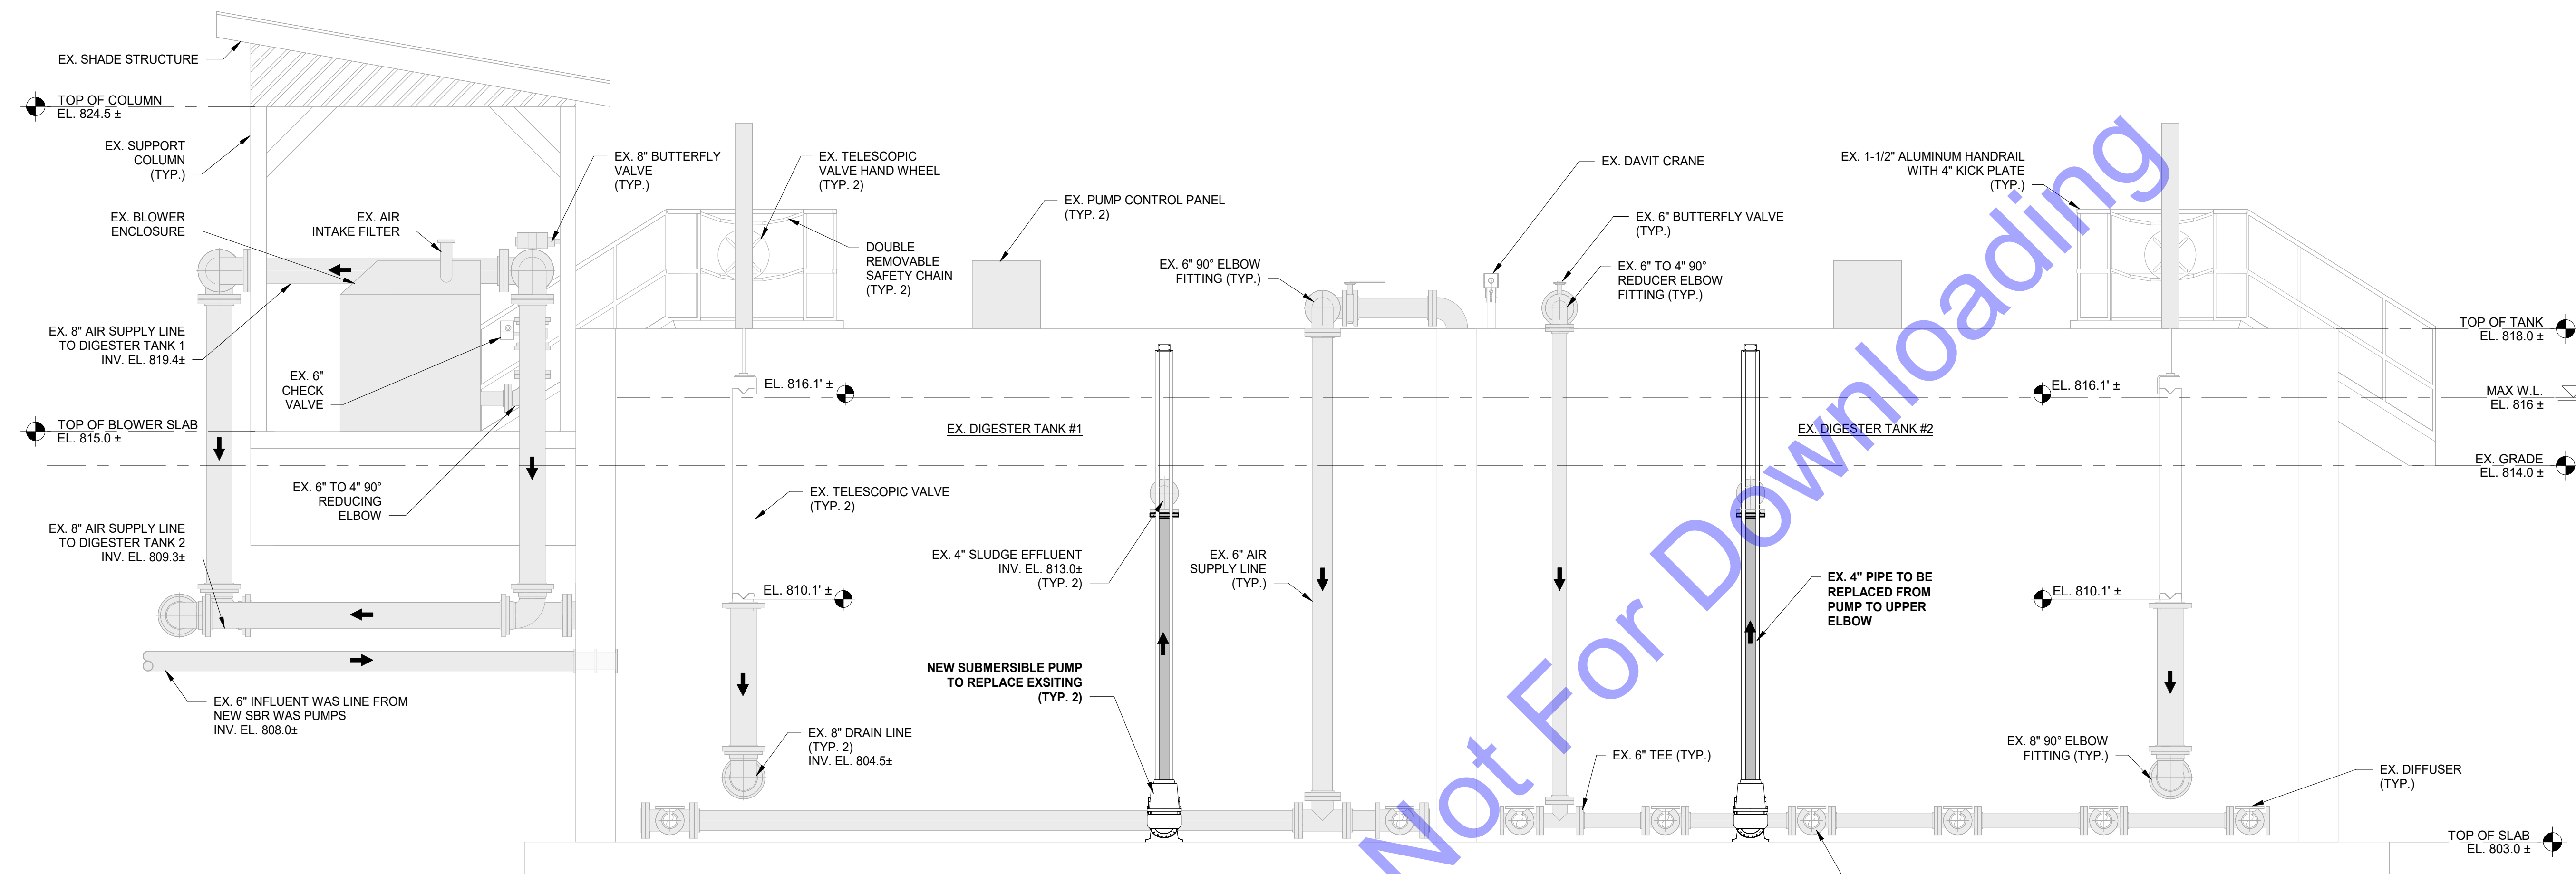 EX. SHADE STRUCTURE
TOP OF COLUMN
EL. 824.5 ±
EX. SUPPORT
COLUMN
(TYP.)
EX. BLOWER
ENCLOSURE
EX. AIR
INTAKE FILTER
EX. 8" BUTTERFLY
VALVE
(TYP.)
EX. 8" AIR SUPPLY LINE
TO DIGESTER TANK 1
INV. EL. 819.4±
EX. 6"
CHECK
VALVE
TOP OF BLOWER SLAB
EL. 815.0 ±
EX. 6" TO 4" 90°
REDUCING
ELBOW
EX. 8" AIR SUPPLY LINE
TO DIGESTER TANK 2
INV. EL. 809.3±
EX. 6" INFLUENT WAS LINE FROM
NEW SBR WAS PUMPS
INV. EL. 808.0±
EX. TELESCOPIC
VALVE HAND WHEEL
(TYP. 2)
DOUBLE
REMOVABLE
SAFETY CHAIN
(TYP. 2)
EX. PUMP CONTROL PANEL
(TYP. 2)
EL. 816.1' ±
EX. DIGESTER TANK #1
EX. TELESCOPIC VALVE
(TYP. 2)
EX. 4" SLUDGE EFFLUENT
INV. EL. 813.0±
(TYP. 2)
EL. 810.1' ±
NEW SUBMERSIBLE PUMP
TO REPLACE EXSITING
(TYP. 2)
EX. 8" DRAIN LINE
(TYP. 2)
INV. EL. 804.5±
EX. 6" 90° ELBOW
FITTING (TYP.)
EX. 6" AIR
SUPPLY LINE
(TYP.)
EX. DAVIT CRANE
EX. 6" BUTTERFLY VALVE
(TYP.)
EX. 6" TO 4" 90°
REDUCER ELBOW
FITTING (TYP.)
EX. 6" TEE (TYP.)
EX. 1-1/2" ALUMINUM HANDRAIL
WITH 4" KICK PLATE
(TYP.)
EL. 816.1' ±
EX. DIGESTER TANK #2
EX. 4" PIPE TO BE
REPLACED FROM
PUMP TO UPPER
ELBOW
EL. 810.1' ±
EX. 8" 90° ELBOW
FITTING (TYP.)
EX. DIFFUSER
(TYP.)
TOP OF TANK
EL. 818.0 ±
MAX W.L.
EL. 816 ±
EX. GRADE
EL. 814.0 ±
TOP OF SLAB
EL. 803.0 ±
Not For Downloading